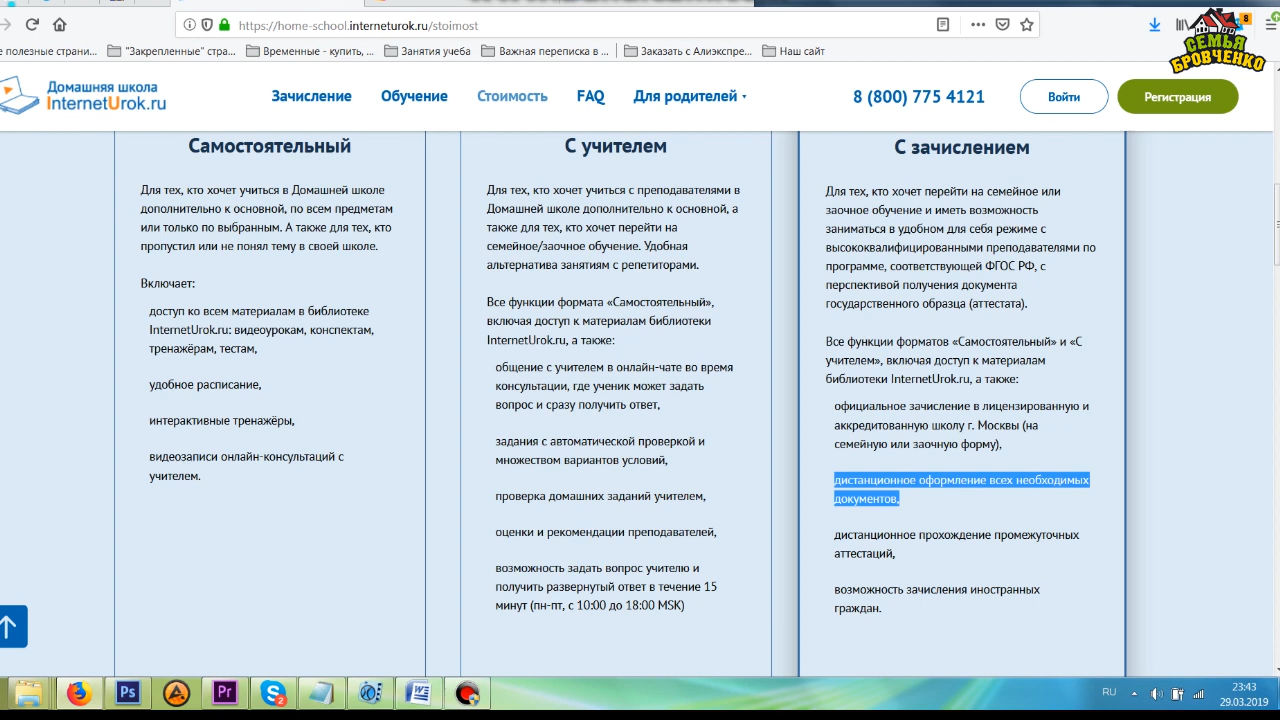 https://home-school.interneturok.ru/stoimost
8
СЕМЬЯ
БРОВЧЕНКО
е полезные страни...
"Закрепленные" стра...
Временные - купить, ...
Занятия учеба
Важная переписка в ...
Заказать с Алиэкспре...
Наш сайт
Домашняя школа
InternetUrok.ru
Зачисление
Обучение
Стоимость
FAQ
Для родителей
8 (800) 775 4121
Войти
Регистрация
Самостоятельный
Для тех, кто хочет учиться в Домашней школе
дополнительно к основной, по всем предметам
или только по выбранным. А также для тех, кто
пропустил или не понял тему в своей школе.
Включает:
доступ ко всем материалам в библиотеке
InternetUrok.ru: видеоурокам, конспектам,
тренажёрам, тестам,
удобное расписание,
интерактивные тренажёры,
видеозаписи онлайн-консультаций с
учителем.
С учителем
Для тех, кто хочет учиться с преподавателями в
Домашней школе дополнительно к основной, а
также для тех, кто хочет перейти на
семейное/заочное обучение. Удобная
альтернатива занятиям с репетиторами.
Все функции формата «Самостоятельный»,
включая доступ к материалам библиотеки
InternetUrok.ru, а также:
общение с учителем в онлайн-чате во время
консультации, где ученик может задать
вопрос и сразу получить ответ,
задания с автоматической проверкой и
множеством вариантов условий,
проверка домашних заданий учителем,
оценки и рекомендации преподавателей,
возможность задать вопрос учителю и
получить развернутый ответ в течение 15
минут (пн-пт, с 10:00 до 18:00 MSK)
С зачислением
Для тех, кто хочет перейти на семейное или
заочное обучение и иметь возможность
заниматься в удобном для себя режиме с
высококвалифицированными преподавателями по
программе, соответствующей ФГОС РФ, с
перспективой получения документа
государственного образца (аттестата).
Все функции форматов «Самостоятельный» и «С
учителем», включая доступ к материалам
библиотеки InternetUrok.ru, а также:
официальное зачисление в лицензированную и
аккредитованную школу г. Москвы (на
семейную или заочную форму),
дистанционное оформление всех необходимых
документов,
дистанционное прохождение промежуточных
аттестаций,
возможность зачисления иностранных
граждан.
Ps
Pr
2
RU
23:43
29.03.2019